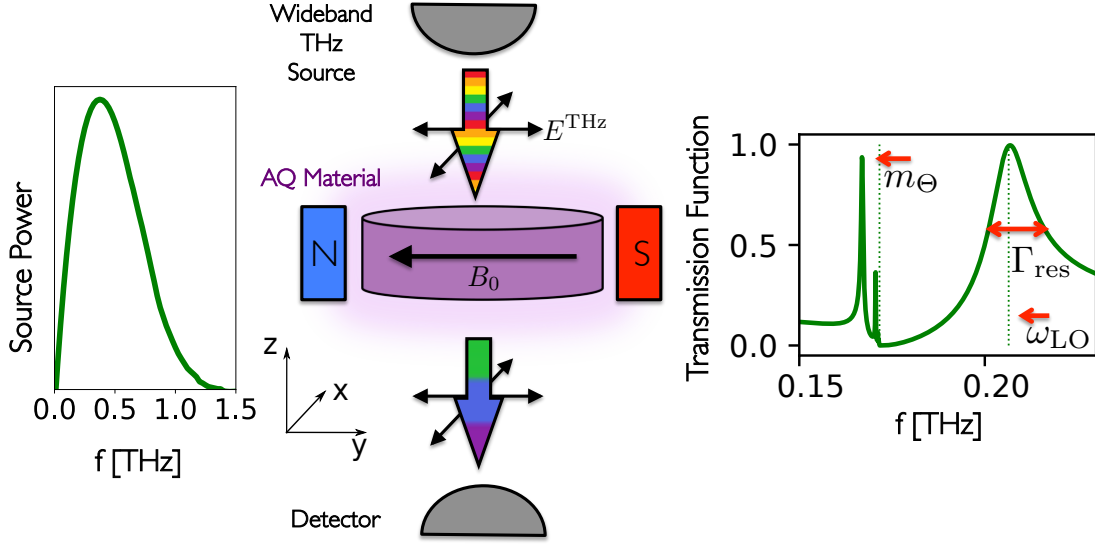 Wideband
THz
Source
E^THz
AQ Material
N
S
B_0
z
x
y
Detector
Source Power
0.0 0.5 1.0 1.5
f [THz]
Transmission Function
1.0
0.5
0.0
m_Θ
Γ_res
ω_LO
0.15 0.20
f [THz]